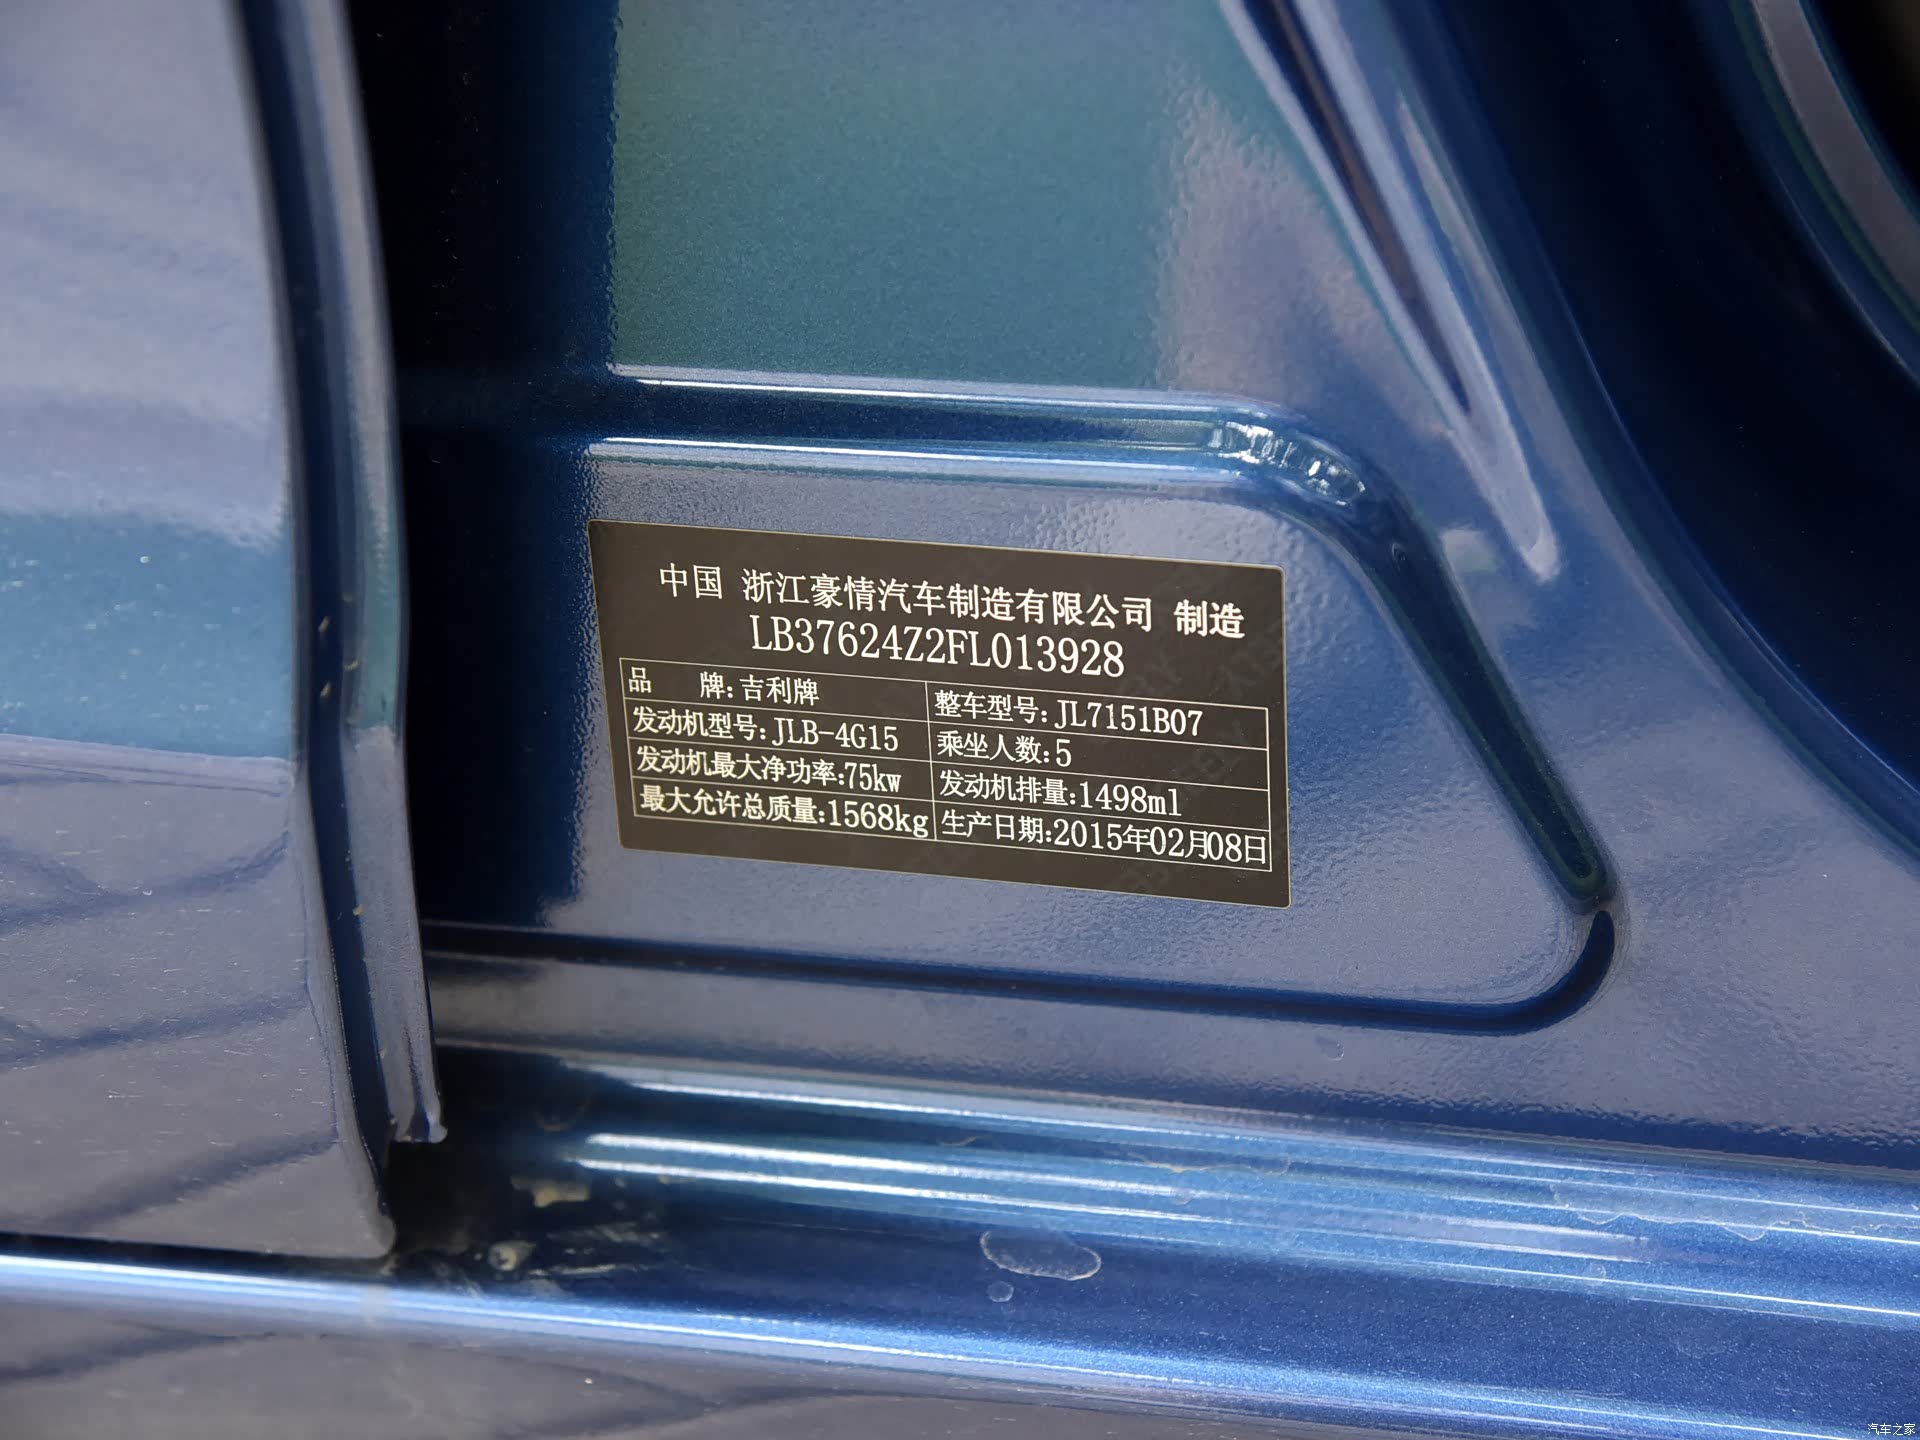 中国 浙江豪情汽车制造有限公司 制造
LB37624Z2FL013928
品 牌:吉利牌 整车型号:JL7151B07
发动机型号:JLB-4G15 乘坐人数:5
发动机最大净功率:75kw 发动机排量:1498ml
最大允许总质量:1568kg 生产日期:2015年02月08日
汽车之家